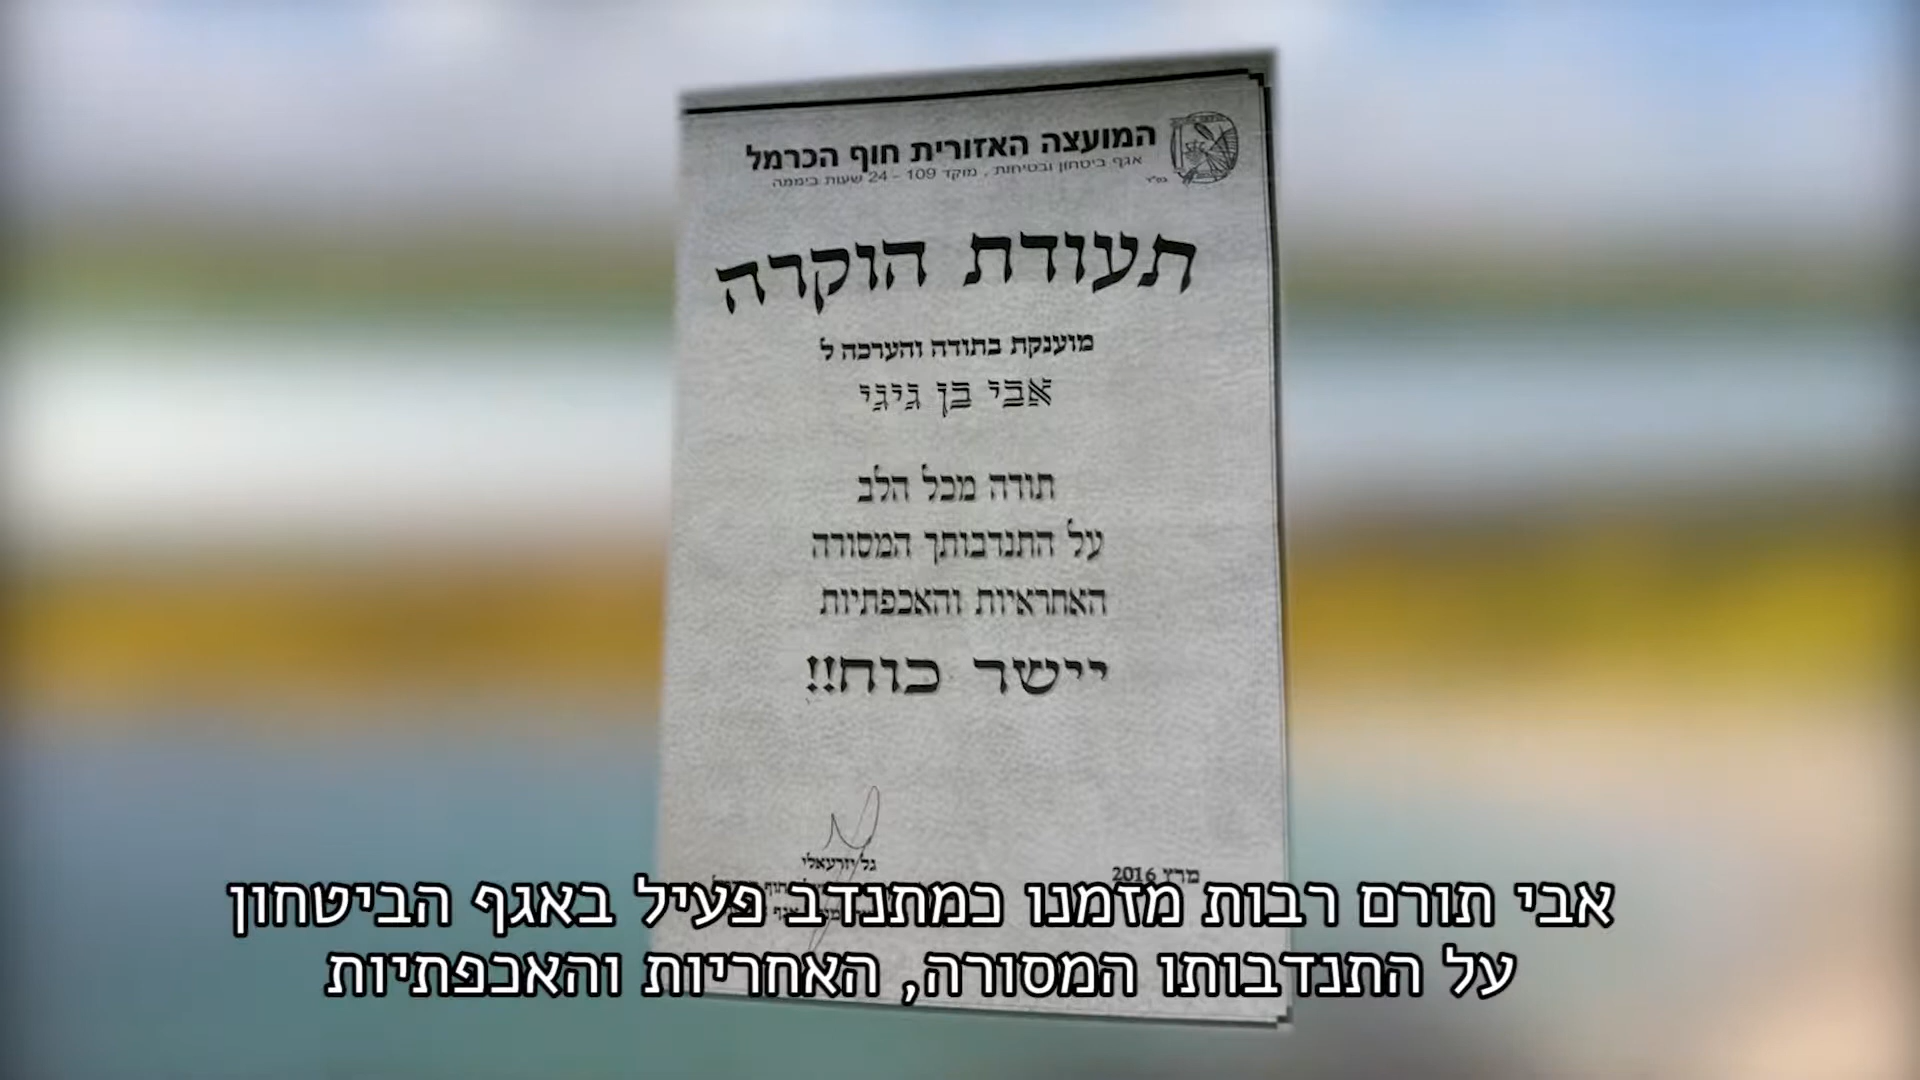 המועצה האזורית חוף הכרמל
אגף ביטחון ובטיחות, מוקד 109 - 24 שעות ביממה
בס"ד
תעודת הוקרה
מוענקת בתודה והערכה ל
אבי בן גיגי
תודה מכל הלב
על התנדבותך המסורה
האחראיות והאכפתיות
יישר כוח!!
גל יזרעאלי
מרץ 2016
אבי תורם רבות מזמנו כמתנדב פעיל באגף הביטחון
על התנדבותו המסורה, האחריות והאכפתיות